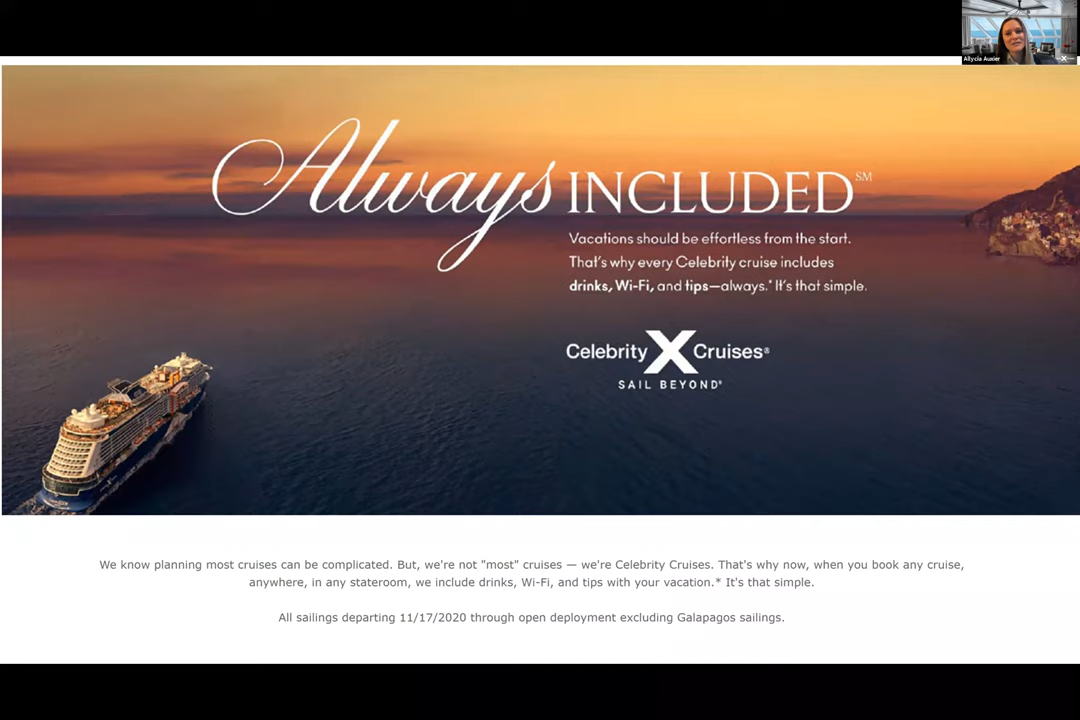 Allycia Auxier
Always INCLUDED℠
Vacations should be effortless from the start.
That's why every Celebrity cruise includes
drinks, Wi-Fi, and tips—always.* It's that simple.
Celebrity X Cruises®
SAIL BEYOND®
We know planning most cruises can be complicated. But, we're not "most" cruises — we're Celebrity Cruises. That's why now, when you book any cruise,
anywhere, in any stateroom, we include drinks, Wi-Fi, and tips with your vacation.* It's that simple.
All sailings departing 11/17/2020 through open deployment excluding Galapagos sailings.